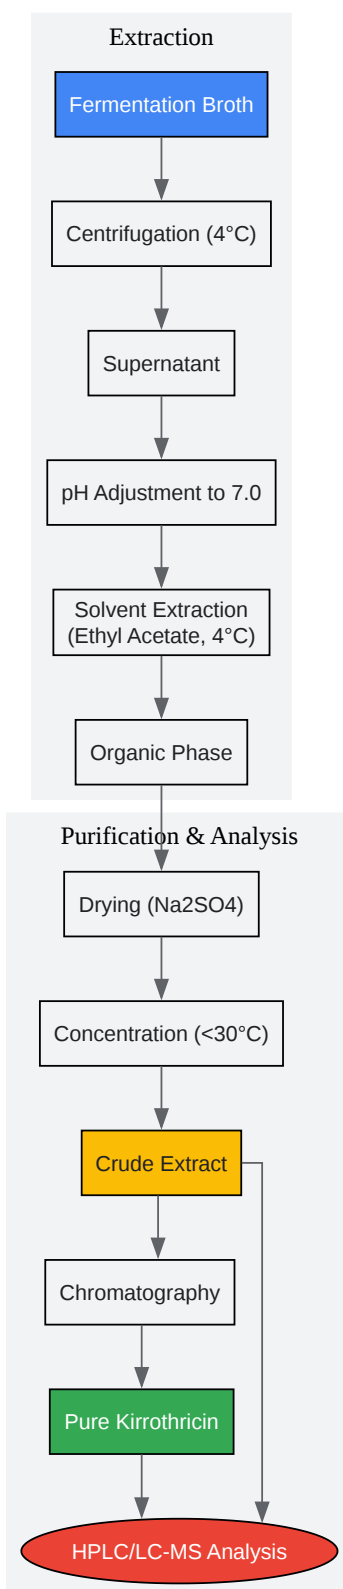 Extraction
Fermentation Broth
Centrifugation (4°C)
Supernatant
pH Adjustment to 7.0
Solvent Extraction
(Ethyl Acetate, 4°C)
Organic Phase
Purification & Analysis
Drying (Na2SO4)
Concentration (<30°C)
Crude Extract
Chromatography
Pure Kirrothricin
HPLC/LC-MS Analysis